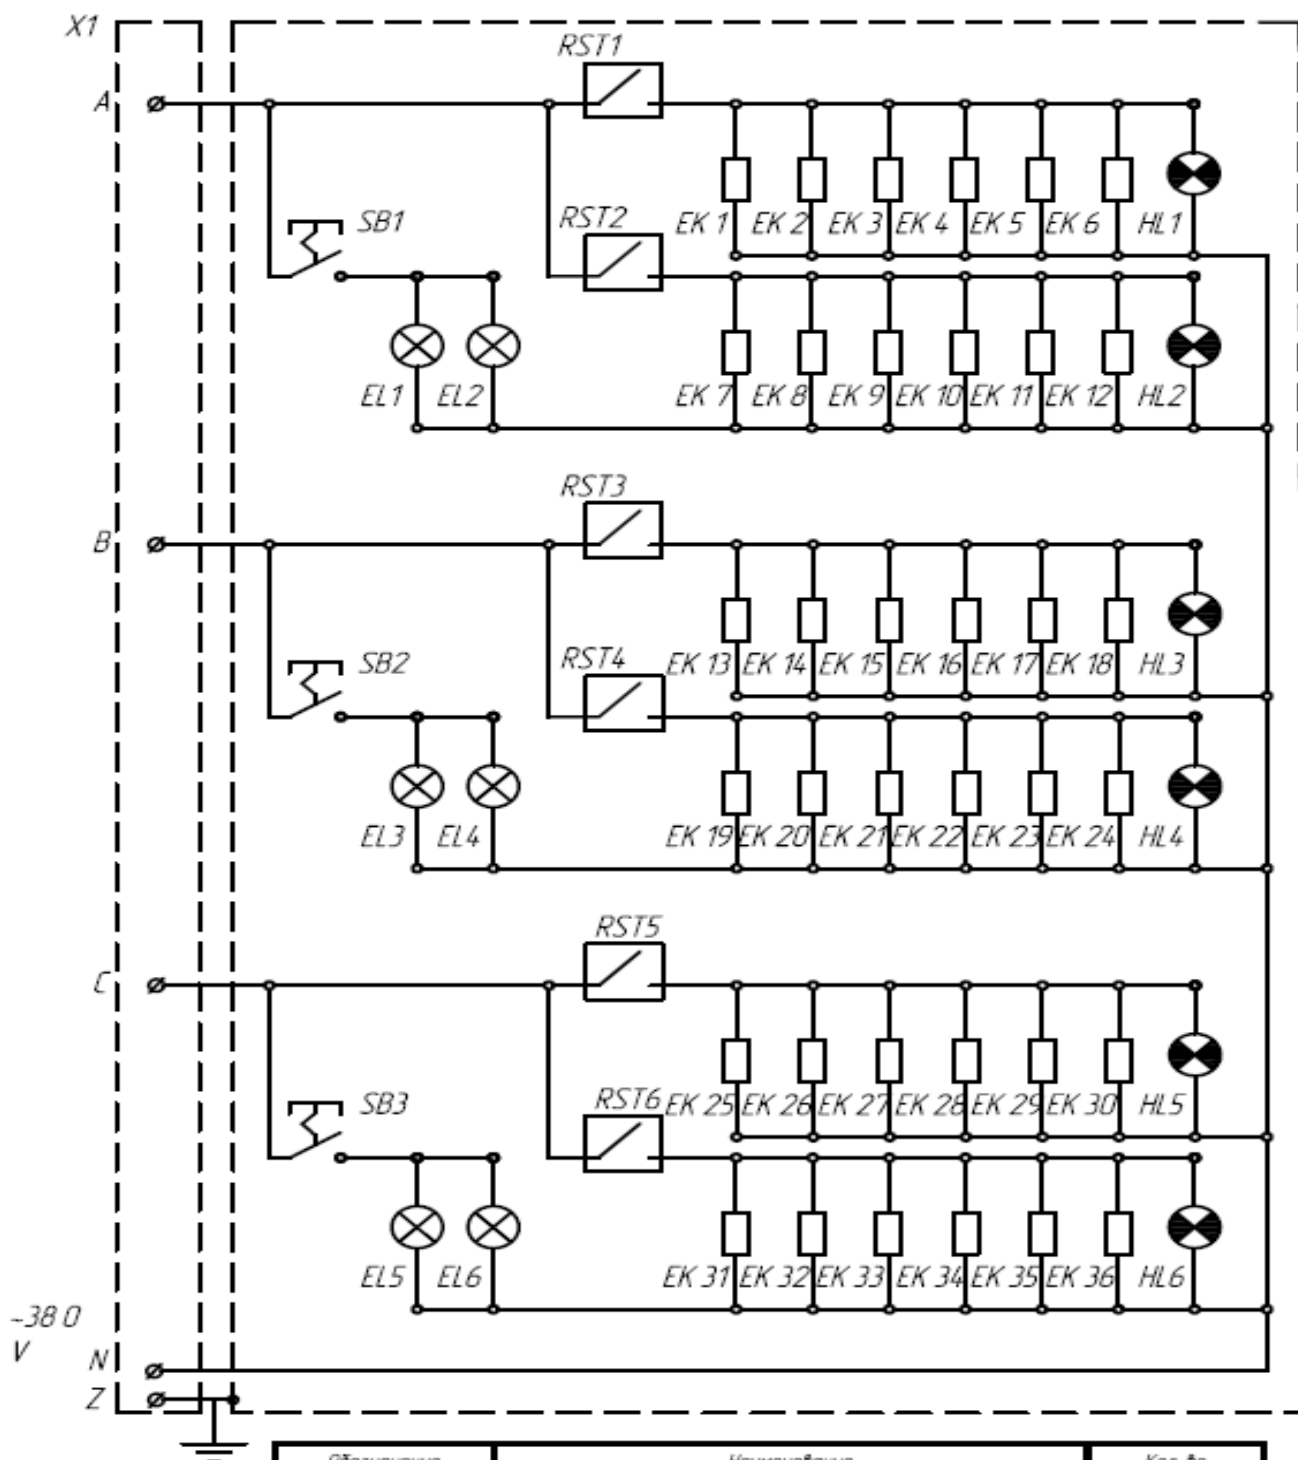 X1
RST1
A
SB1
RST2
EK 1 EK 2 EK 3 EK 4 EK 5 EK 6 HL1
EL1 EL2
EK 7 EK 8 EK 9 EK 10 EK 11 EK 12 HL2
RST3
B
SB2
RST4
EK 13 EK 14 EK 15 EK 16 EK 17 EK 18 HL3
EL3 EL4
EK 19 EK 20 EK 21 EK 22 EK 23 EK 24 HL4
RST5
C
SB3
RST6
EK 25 EK 26 EK 27 EK 28 EK 29 EK 30 HL5
EL5 EL6
EK 31 EK 32 EK 33 EK 34 EK 35 EK 36 HL6
~38 0
V
N
Z